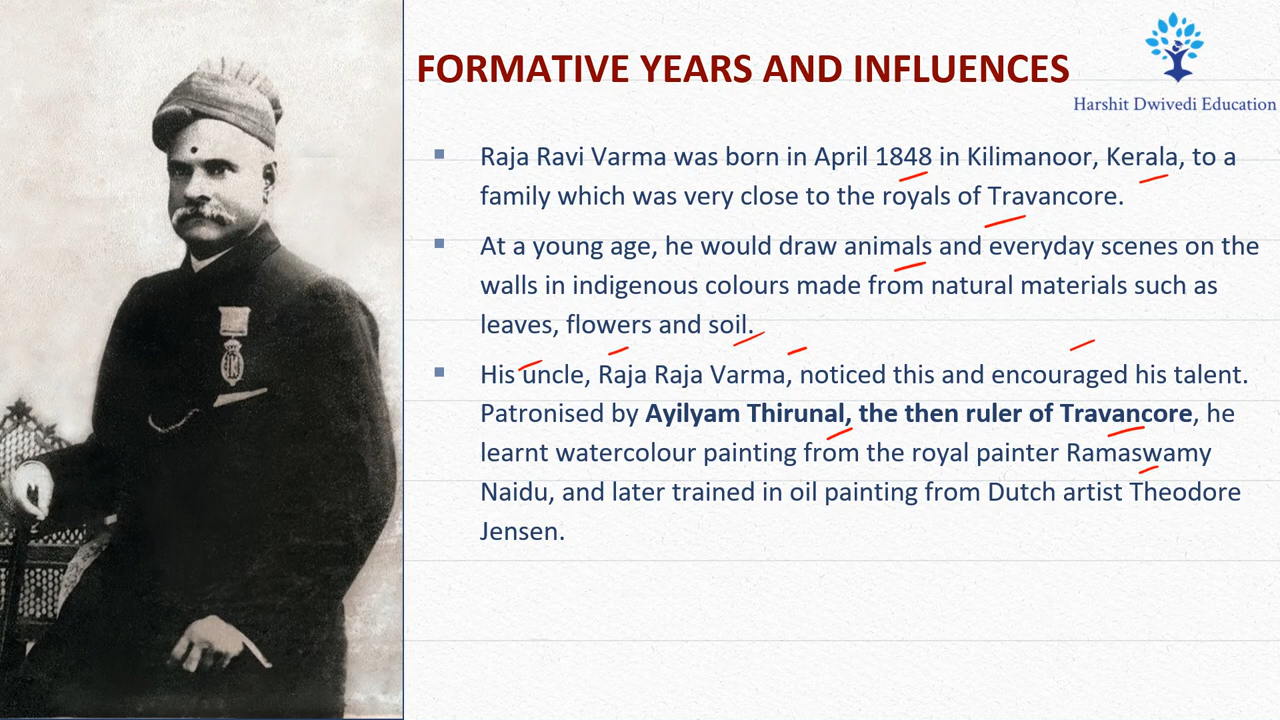 FORMATIVE YEARS AND INFLUENCES
Harshit Dwivedi Education
▪ Raja Ravi Varma was born in April 1848 in Kilimanoor, Kerala, to a
family which was very close to the royals of Travancore.
▪ At a young age, he would draw animals and everyday scenes on the
walls in indigenous colours made from natural materials such as
leaves, flowers and soil.
▪ His uncle, Raja Raja Varma, noticed this and encouraged his talent.
Patronised by Ayilyam Thirunal, the then ruler of Travancore, he
learnt watercolour painting from the royal painter Ramaswamy
Naidu, and later trained in oil painting from Dutch artist Theodore
Jensen.